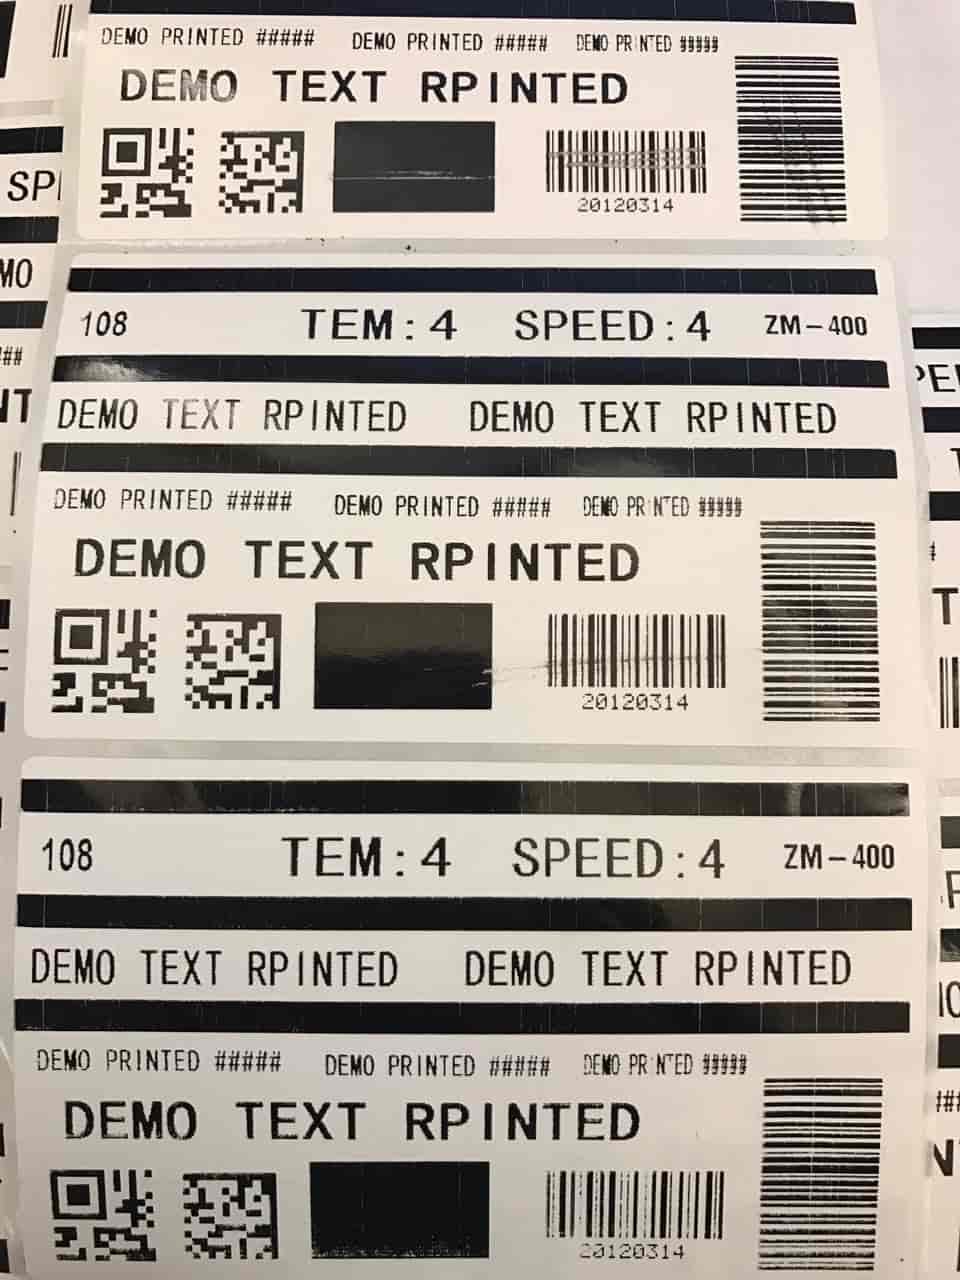 DEMO PRINTED ##### DEMO PRINTED ##### DEMO PRINTED #####
DEMO TEXT RPINTED
20120314
108 TEM:4 SPEED:4 ZM-400
DEMO TEXT RPINTED DEMO TEXT RPINTED
DEMO PRINTED ##### DEMO PRINTED ##### DEMO PRINTED #####
DEMO TEXT RPINTED
20120314
108 TEM:4 SPEED:4 ZM-400
DEMO TEXT RPINTED DEMO TEXT RPINTED
DEMO PRINTED ##### DEMO PRINTED ##### DEMO PRINTED #####
DEMO TEXT RPINTED
20120314